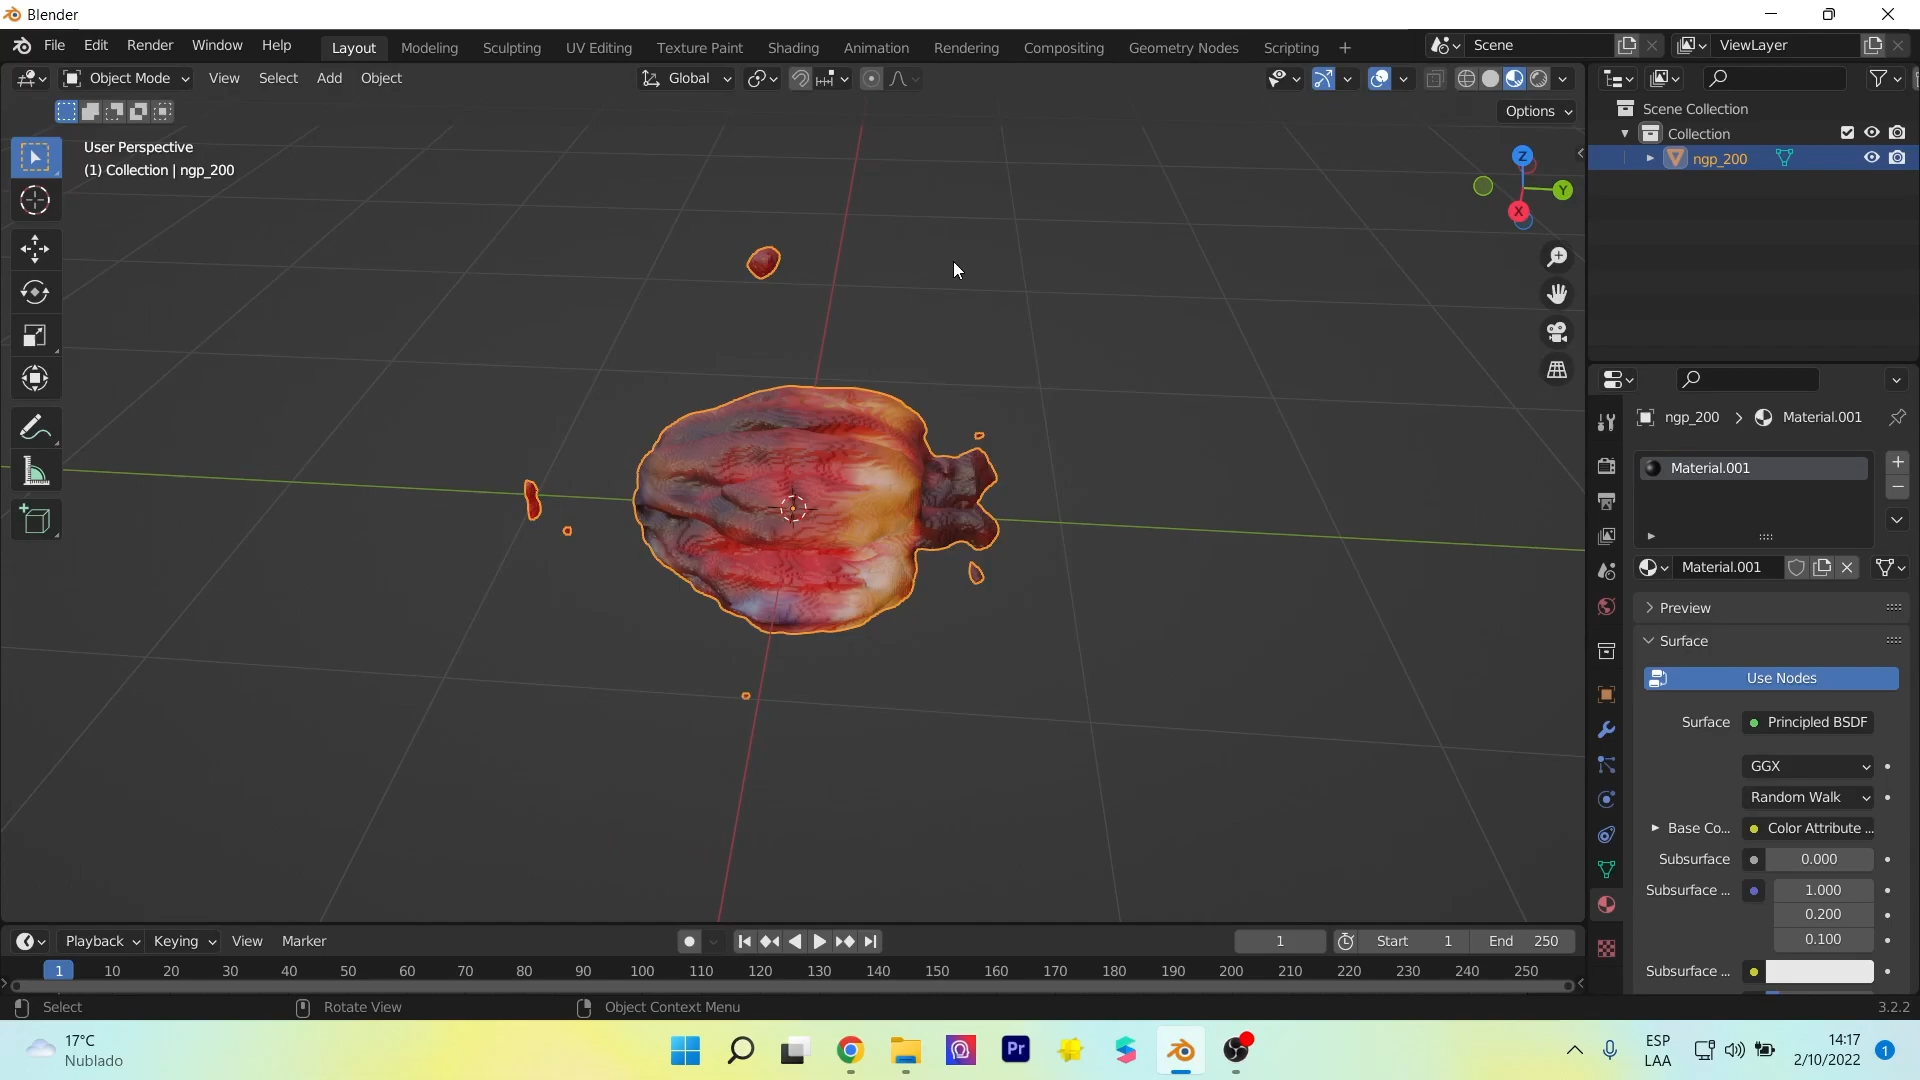 Blender
File Edit Render Window Help Layout Modeling Sculpting UV Editing Texture Paint Shading Animation Rendering Compositing Geometry Nodes Scripting + Scene ViewLayer
Object Mode View Select Add Object Global
Options
User Perspective
(1) Collection | ngp_200
Z
Y
X
Scene Collection
Collection
ngp_200
ngp_200 > Material.001
Material.001
Material.001
Preview
Surface
Use Nodes
Surface Principled BSDF
GGX
Random Walk
Base Co... Color Attribute ...
Subsurface 0.000
Subsurface ... 1.000
0.200
0.100
Subsurface ...
Playback Keying View Marker 1 Start 1 End 250
1 10 20 30 40 50 60 70 80 90 100 110 120 130 140 150 160 170 180 190 200 210 220 230 240 250
Select Rotate View Object Context Menu 3.2.2
17°C
Nublado
Pr
ESP
LAA
14:17
2/10/2022
1